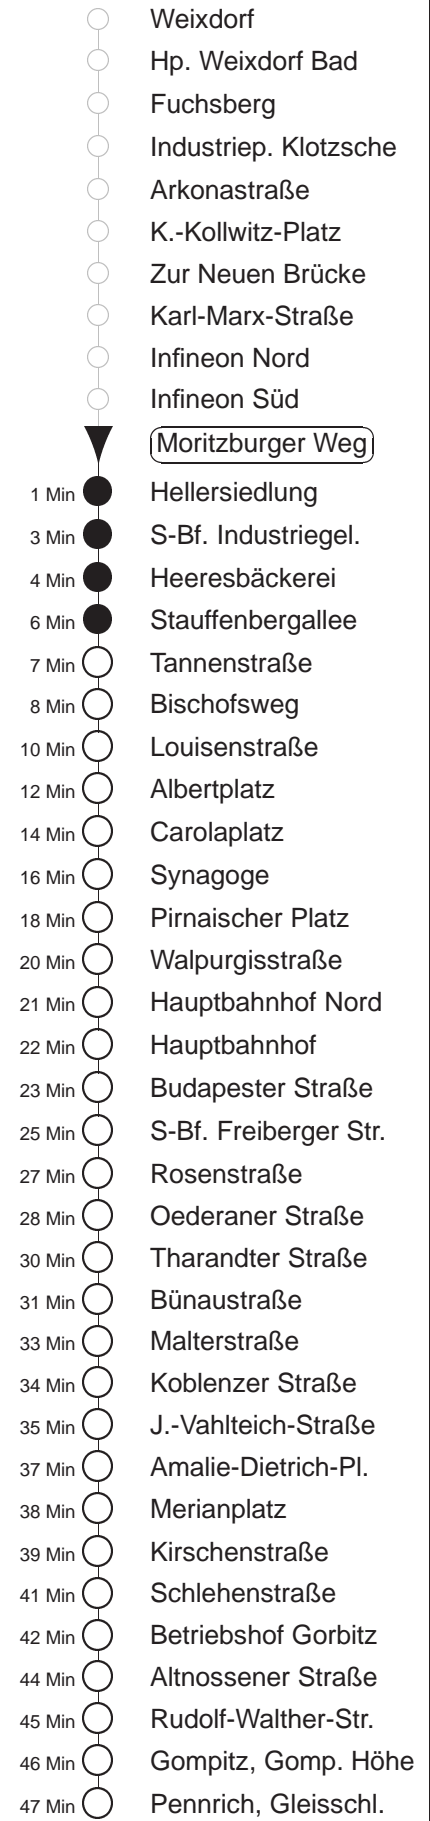 Weixdorf
Hp. Weixdorf Bad
Fuchsberg
Industriep. Klotzsche
Arkonastraße
K.-Kollwitz-Platz
Zur Neuen Brücke
Karl-Marx-Straße
Infineon Nord
Infineon Süd
Moritzburger Weg
1 Min Hellersiedlung
3 Min S-Bf. Industriegel.
4 Min Heeresbäckerei
6 Min Stauffenbergallee
7 Min Tannenstraße
8 Min Bischofsweg
10 Min Louisenstraße
12 Min Albertplatz
14 Min Carolaplatz
16 Min Synagoge
18 Min Pirnaischer Platz
20 Min Walpurgisstraße
21 Min Hauptbahnhof Nord
22 Min Hauptbahnhof
23 Min Budapester Straße
25 Min S-Bf. Freiberger Str.
27 Min Rosenstraße
28 Min Oederaner Straße
30 Min Tharandter Straße
31 Min Bünaustraße
33 Min Malterstraße
34 Min Koblenzer Straße
35 Min J.-Vahlteich-Straße
37 Min Amalie-Dietrich-Pl.
38 Min Merianplatz
39 Min Kirschenstraße
41 Min Schlehenstraße
42 Min Betriebshof Gorbitz
44 Min Altnossener Straße
45 Min Rudolf-Walther-Str.
46 Min Gompitz, Gomp. Höhe
47 Min Pennrich, Gleisschl.